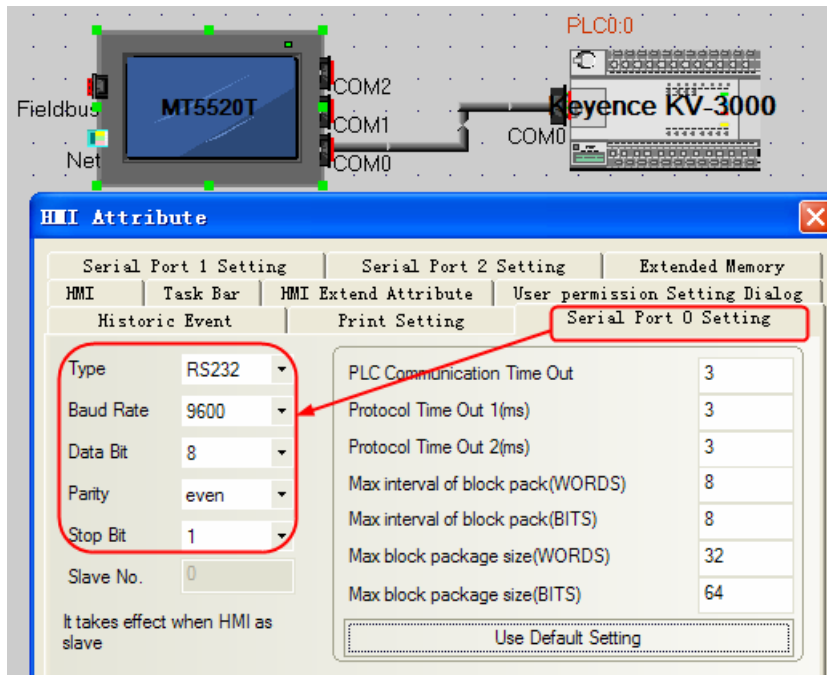 PLC0:0
COM2
Fieldbus
MT5520T
Keyence KV-3000
COM1
COM0
Net
COM0
HMI Attribute
Serial Port 1 Setting
Serial Port 2 Setting
Extended Memory
HMI
Task Bar
HMI Extend Attribute
User permission Setting Dialog
Historic Event
Print Setting
Serial Port 0 Setting
Type
RS232
PLC Communication Time Out
3
Baud Rate
9600
Protocol Time Out 1(ms)
3
Data Bit
8
Protocol Time Out 2(ms)
3
Parity
even
Max interval of block pack(WORDS)
8
Stop Bit
1
Max interval of block pack(BITS)
8
Slave No.
0
Max block package size(WORDS)
32
Max block package size(BITS)
64
It takes effect when HMI as
slave
Use Default Setting